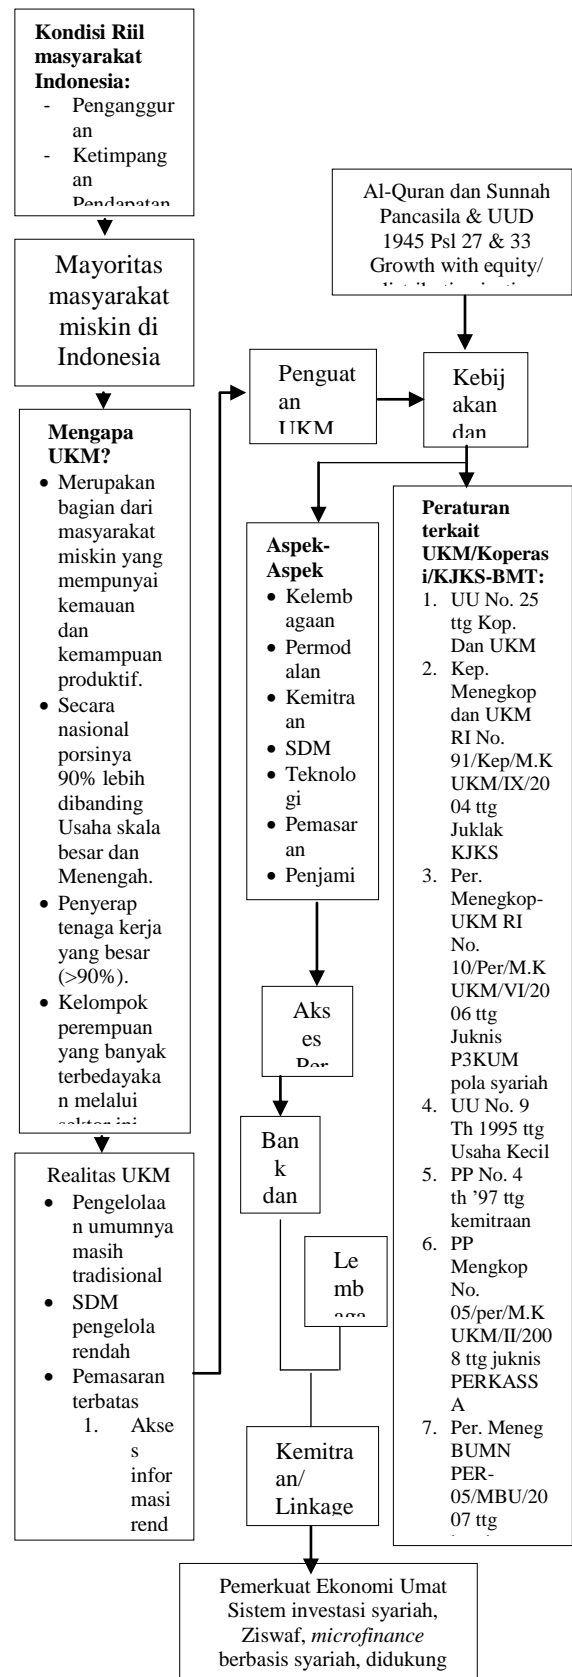 Kondisi Riil
masyarakat
Indonesia:
- Penganggur
an
- Ketimpang
an
Pendapatan
Mayoritas
masyarakat
miskin di
Indonesia
Mengapa
UKM?
• Merupakan
bagian dari
masyarakat
miskin yang
mempunyai
kemauan
dan
kemampuan
produktif.
• Secara
nasional
porsinya
90% lebih
dibanding
Usaha skala
besar dan
Menengah.
• Penyerap
tenaga kerja
yang besar
(>90%).
• Kelompok
perempuan
yang banyak
terbedayaka
n melalui
sektor ini
Realitas UKM
• Pengelolaa
n umumnya
masih
tradisional
• SDM
pengelola
rendah
• Pemasaran
terbatas
1. Akse
s
infor
masi
rend
Al-Quran dan Sunnah
Pancasila & UUD
1945 Psl 27 & 33
Growth with equity/
Penguat
an
UKM
Kebij
akan
dan
Aspek-
Aspek
• Kelemb
agaan
• Permod
alan
• Kemitra
an
• SDM
• Teknolo
gi
• Pemasar
an
• Penjami
Aks
es
Per
Ban
k
dan
Le
mb
aga
Kemitra
an/
Linkage
Peraturan
terkait
UKM/Koperas
i/KJKS-BMT:
1. UU No. 25
ttg Kop.
Dan UKM
2. Kep.
Menegkop
dan UKM
RI No.
91/Kep/M.K
UKM/IX/20
04 ttg
Juklak
KJKS
3. Per.
Menegkop-
UKM RI
No.
10/Per/M.K
UKM/VI/20
06 ttg
Juknis
P3KUM
pola syariah
4. UU No. 9
Th 1995 ttg
Usaha Kecil
5. PP No. 4
th ’97 ttg
kemitraan
6. PP
Mengkop
No.
05/per/M.K
UKM/II/200
8 ttg juknis
PERKASS
A
7. Per. Meneg
BUMN
PER-
05/MBU/20
07 ttg
Pemerkuat Ekonomi Umat
Sistem investasi syariah,
Ziswaf, microfinance
berbasis syariah, didukung